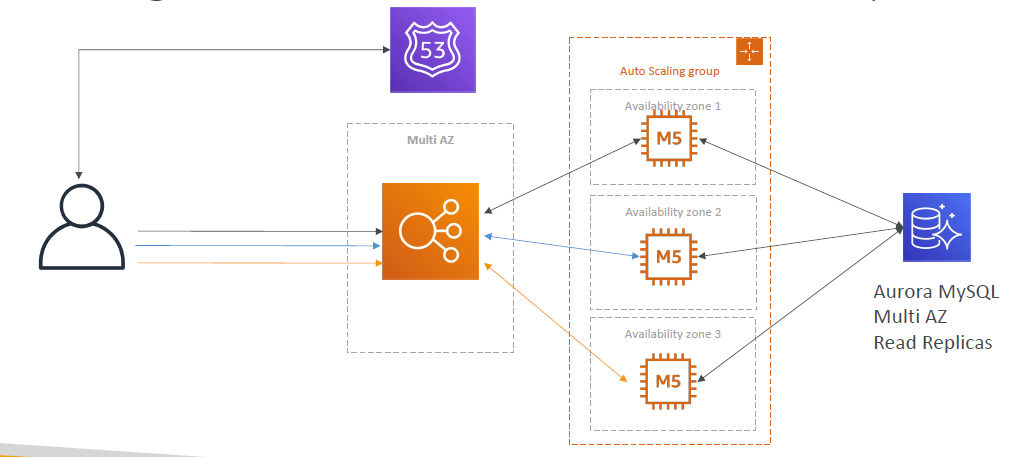 53
Auto Scaling group
Availability zone 1
M5
Multi AZ
Availability zone 2
M5
Aurora MySQL
Multi AZ
Read Replicas
Availability zone 3
M5